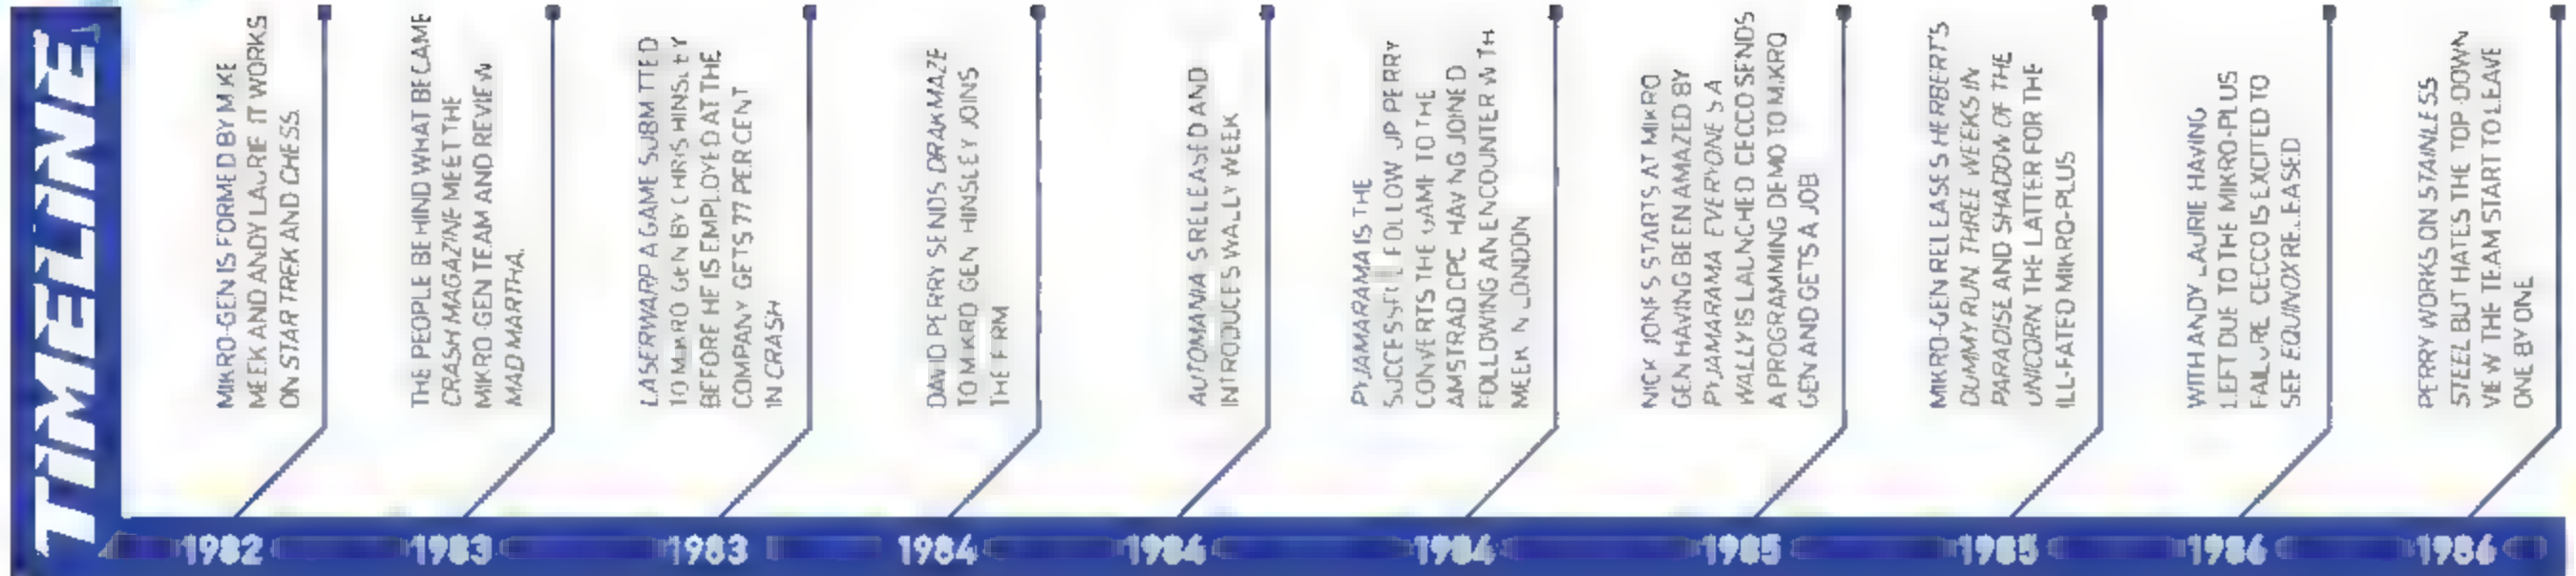 TIMELINE
MIKRO-GEN IS FORMED BY MIKE
MEEK AND ANDY LAURIE IT WORKS
ON STAR TREK AND CHESS.
1982
THE PEOPLE BEHIND WHAT BECAME
CRASH MAGAZINE MEET THE
MIKRO-GEN TEAM AND REVIEW
MAD MARTHA.
1983
LASERWARP A GAME SUBMITTED
TO MIKRO-GEN BY CHRIS HINSLEY
BEFORE HE IS EMPLOYED AT THE
COMPANY GETS 77 PER CENT
IN CRASH
1983
DAVID PERRY SENDS DRAKMAZE
TO MIKRO-GEN HINSLEY JOINS
THE FIRM
1984
AUTOMANIA IS RELEASED AND
INTRODUCES WALLY WEEK
1984
PYJAMARAMA IS THE
SUCCESSFUL FOLLOW UP PERRY
CONVERTS THE GAME TO THE
AMSTRAD CPC HAVING JOINED
FOLLOWING AN ENCOUNTER WITH
MEEK IN LONDON
1984
NICK JONES STARTS AT MIKRO
GEN HAVING BEEN AMAZED BY
PYJAMARAMA EVERYONE'S A
WALLY IS LAUNCHED CECCO SENDS
A PROGRAMMING DEMO TO MIKRO
GEN AND GETS A JOB
1985
MIKRO-GEN RELEASES HERBERT'S
DUMMY RUN THREE WEEKS IN
PARADISE AND SHADOW OF THE
UNICORN THE LATTER FOR THE
ILL-FATED MIKRO-PLUS
1985
WITH ANDY LAURIE HAVING
LEFT DUE TO THE MIKRO-PLUS
FAILURE CECCO IS EXCITED TO
SEE EQUINOX RELEASED
1986
PERRY WORKS ON STAINLESS
STEEL BUT HATES THE TOP-DOWN
VIEW THE TEAM START TO LEAVE
ONE BY ONE
1986